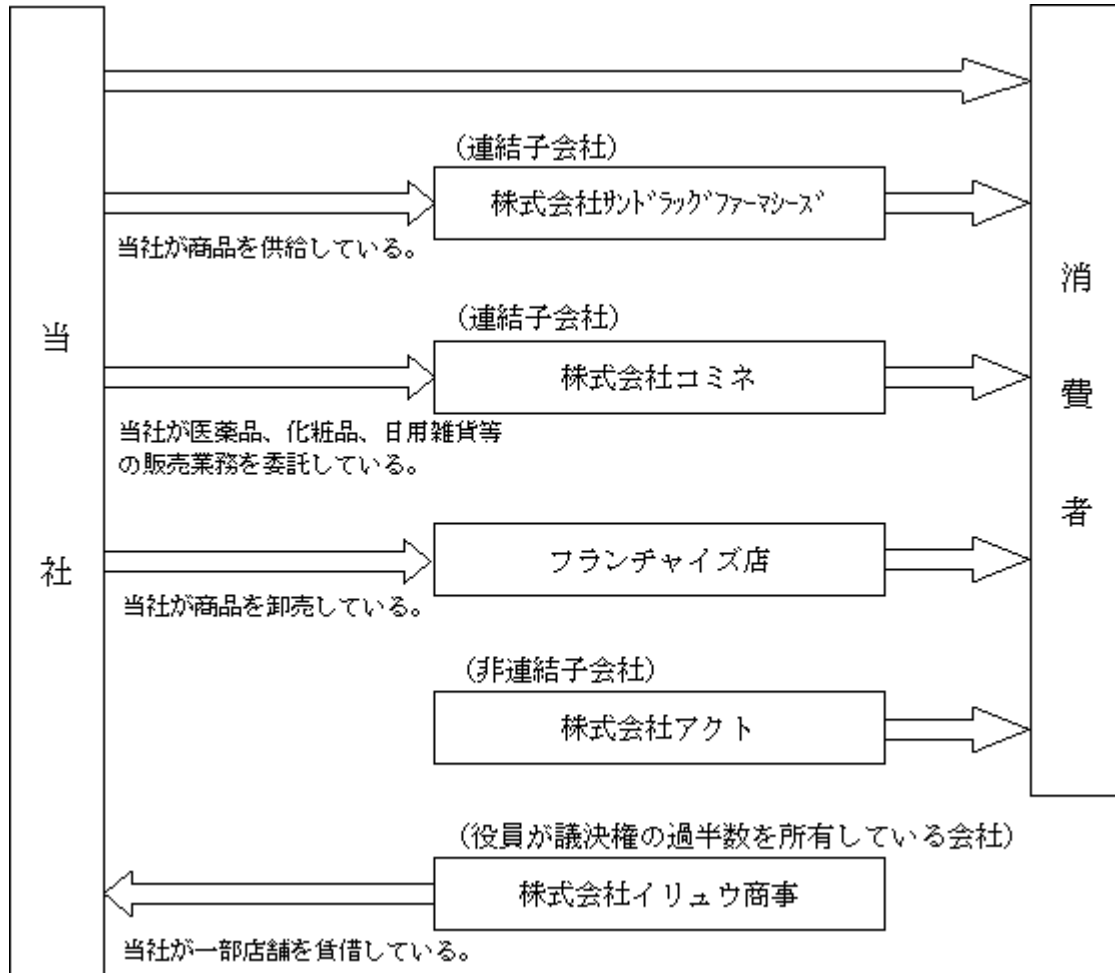 当社
消費者
（連結子会社）
株式会社ｻﾝﾄﾞﾗｯｸﾞﾌｧｰﾏｼｰｽﾞ
当社が商品を供給している。
（連結子会社）
株式会社コミネ
当社が医薬品、化粧品、日用雑貨等
の販売業務を委託している。
フランチャイズ店
当社が商品を卸売している。
（非連結子会社）
株式会社アクト
（役員が議決権の過半数を所有している会社）
株式会社イリュウ商事
当社が一部店舗を賃借している。